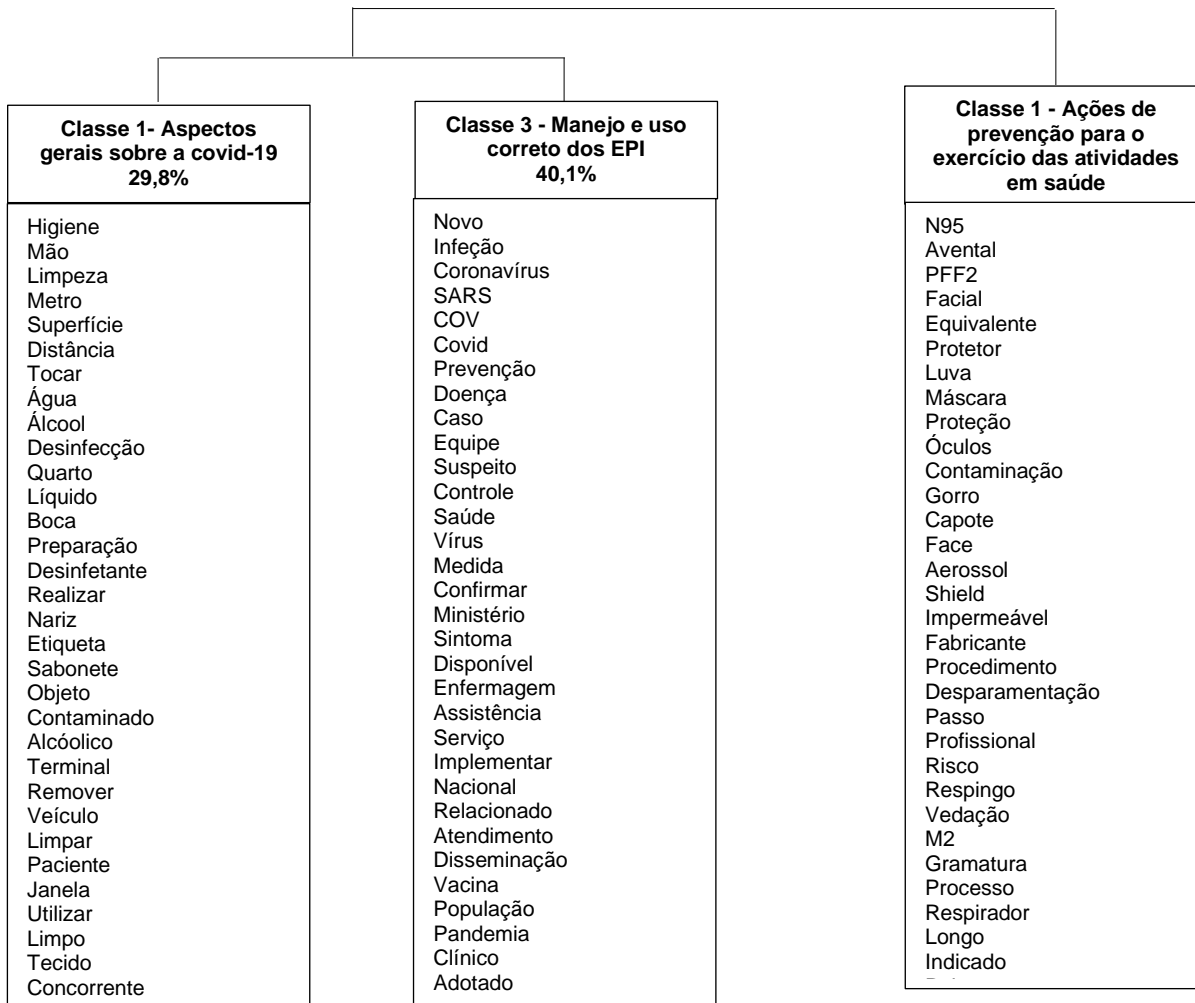 Classe 1- Aspectos
gerais sobre a covid-19
29,8%
Higiene
Mão
Limpeza
Metro
Superfície
Distância
Tocar
Água
Álcool
Desinfecção
Quarto
Líquido
Boca
Preparação
Desinfetante
Realizar
Nariz
Etiqueta
Sabonete
Objeto
Contaminado
Alcóolico
Terminal
Remover
Veículo
Limpar
Paciente
Janela
Utilizar
Limpo
Tecido
Concorrente
Classe 3 - Manejo e uso
correto dos EPI
40,1%
Novo
Infeção
Coronavírus
SARS
COV
Covid
Prevenção
Doença
Caso
Equipe
Suspeito
Controle
Saúde
Vírus
Medida
Confirmar
Ministério
Sintoma
Disponível
Enfermagem
Assistência
Serviço
Implementar
Nacional
Relacionado
Atendimento
Disseminação
Vacina
População
Pandemia
Clínico
Adotado
Classe 1 - Ações de
prevenção para o
exercício das atividades
em saúde
N95
Avental
PFF2
Facial
Equivalente
Protetor
Luva
Máscara
Proteção
Óculos
Contaminação
Gorro
Capote
Face
Aerossol
Shield
Impermeável
Fabricante
Procedimento
Desparamentação
Passo
Profissional
Risco
Respingo
Vedação
M2
Gramatura
Processo
Respirador
Longo
Indicado